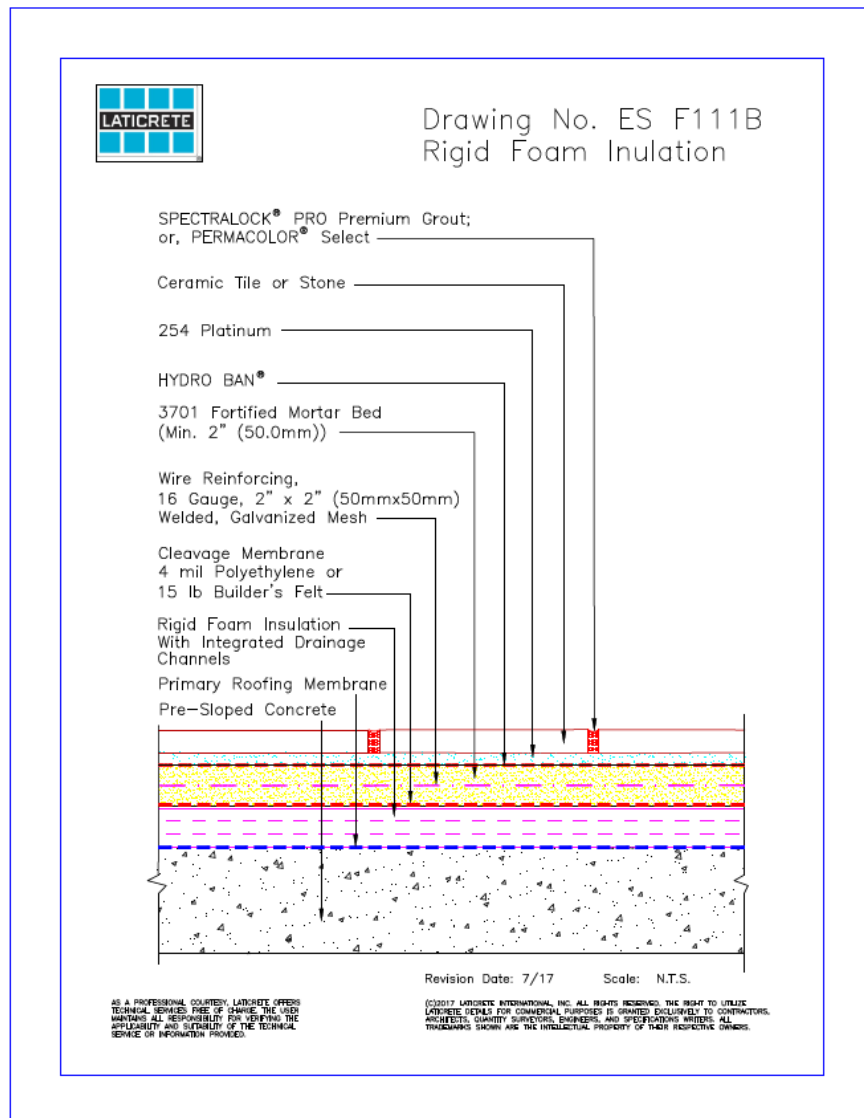 LATICRETE
Drawing No. ES F111B
Rigid Foam Inulation
SPECTRALOCK® PRO Premium Grout;
or, PERMACOLOR® Select
Ceramic Tile or Stone
254 Platinum
HYDRO BAN®
3701 Fortified Mortar Bed
(Min. 2" (50.0mm))
Wire Reinforcing,
16 Gauge, 2" x 2" (50mmx50mm)
Welded, Galvanized Mesh
Cleavage Membrane
4 mil Polyethylene or
15 lb Builder's Felt
Rigid Foam Insulation
With Integrated Drainage
Channels
Primary Roofing Membrane
Pre-Sloped Concrete
Revision Date: 7/17 Scale: N.T.S.
AS A PROFESSIONAL COURTESY, LATICRETE OFFERS
TECHNICAL SERVICES FREE OF CHARGE. THE USER
MAINTAINS ALL RESPONSIBILITY FOR VERIFYING THE
APPLICABILITY AND SUITABILITY OF THE TECHNICAL
SERVICE OR INFORMATION PROVIDED.
(C)2017 LATICRETE INTERNATIONAL, INC. ALL RIGHTS RESERVED. THE RIGHT TO UTILIZE
LATICRETE DETAILS FOR COMMERCIAL PURPOSES IS GRANTED EXCLUSIVELY TO CONTRACTORS,
ARCHITECTS, QUANTITY SURVEYORS, ENGINEERS, AND SPECIFICATIONS WRITERS. ALL
TRADEMARKS SHOWN ARE THE INTELLECTUAL PROPERTY OF THEIR RESPECTIVE OWNERS.